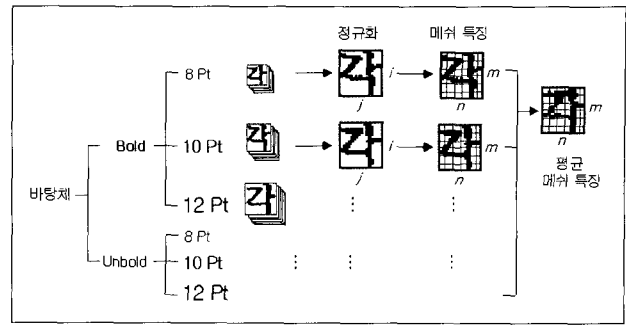 정규화 메쉬 특징
8 Pt 각 각 i 각 m
j n
10 Pt 각 각 i 각 m 각 m
Bold j n n
평균
메쉬 특징
바탕체
12 Pt 각 ⋮ ⋮
8 Pt
Unbold 10 Pt ⋮ ⋮ ⋮
12 Pt